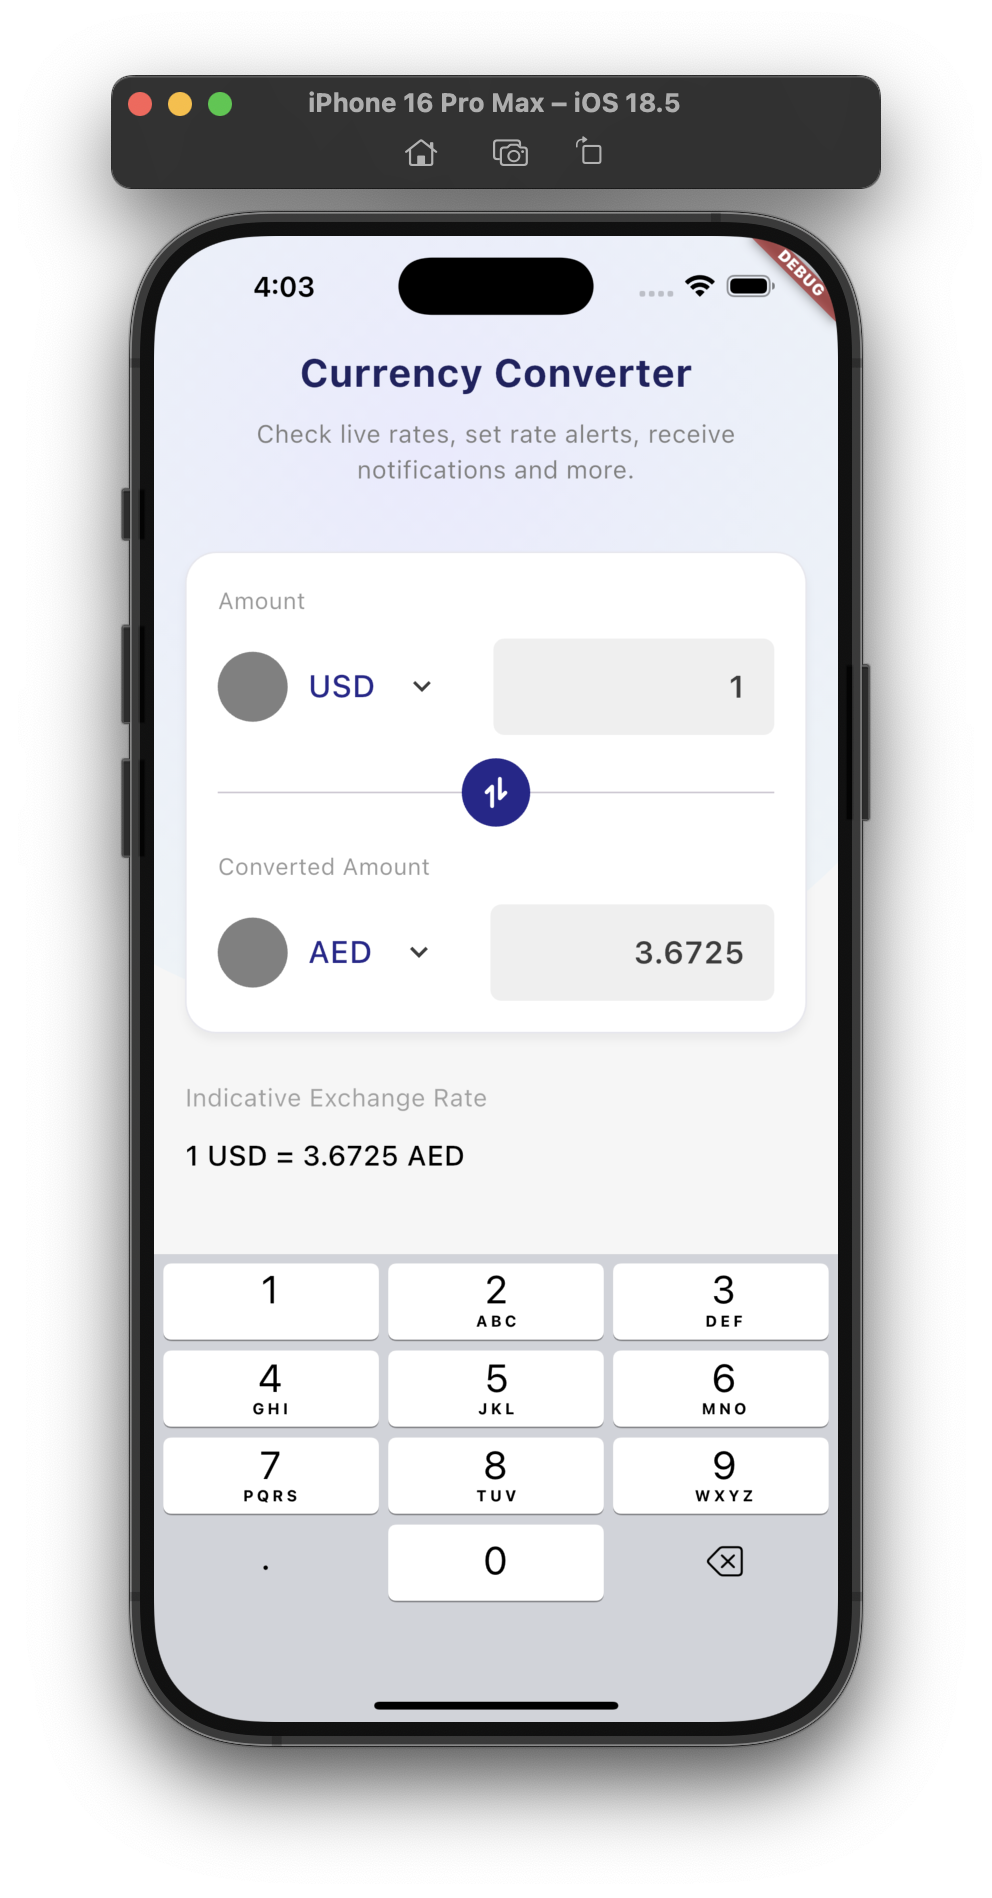 iPhone 16 Pro Max – iOS 18.5
4:03
DEBUG
Currency Converter
Check live rates, set rate alerts, receive
notifications and more.
Amount
USD
1
Converted Amount
AED
3.6725
Indicative Exchange Rate
1 USD = 3.6725 AED
1 2 3
ABC DEF
4 5 6
GHI JKL MNO
7 8 9
PQRS TUV WXYZ
. 0